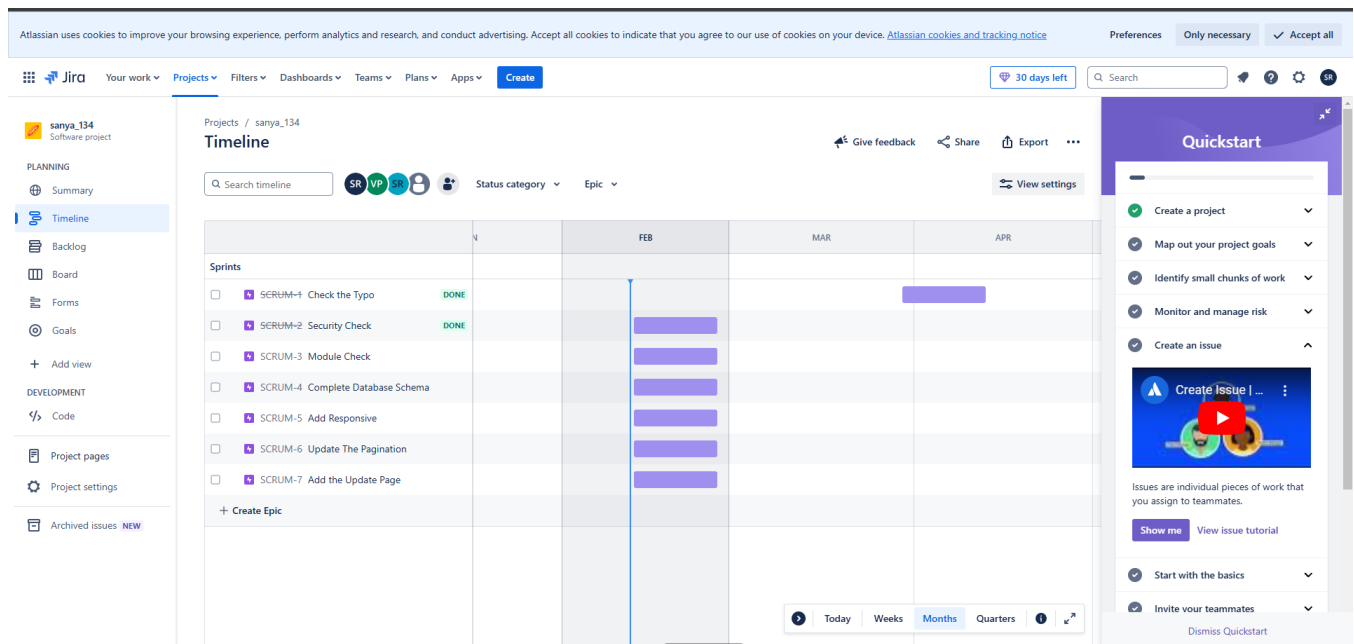 Atlassian uses cookies to improve your browsing experience, perform analytics and research, and conduct advertising. Accept all cookies to indicate that you agree to our use of cookies on your device. Atlassian cookies and tracking notice Preferences Only necessary Accept all
Jira Your work Projects Filters Dashboards Teams Plans Apps Create 30 days left Search SR
sanya_134
Software project
PLANNING
Summary
Timeline
Backlog
Board
Forms
Goals
Add view
DEVELOPMENT
Code
Project pages
Project settings
Archived issues NEW
Projects / sanya_134
Timeline
Give feedback Share Export
Search timeline SR VP SR Status category Epic View settings
N FEB MAR APR
Sprints
SCRUM-1 Check the Typo DONE
SCRUM-2 Security Check DONE
SCRUM-3 Module Check
SCRUM-4 Complete Database Schema
SCRUM-5 Add Responsive
SCRUM-6 Update The Pagination
SCRUM-7 Add the Update Page
+ Create Epic
Today Weeks Months Quarters
Quickstart
Create a project
Map out your project goals
Identify small chunks of work
Monitor and manage risk
Create an issue
Create Issue | ...
Issues are individual pieces of work that
you assign to teammates.
Show me View issue tutorial
Start with the basics
Invite your teammates
Dismiss Quickstart